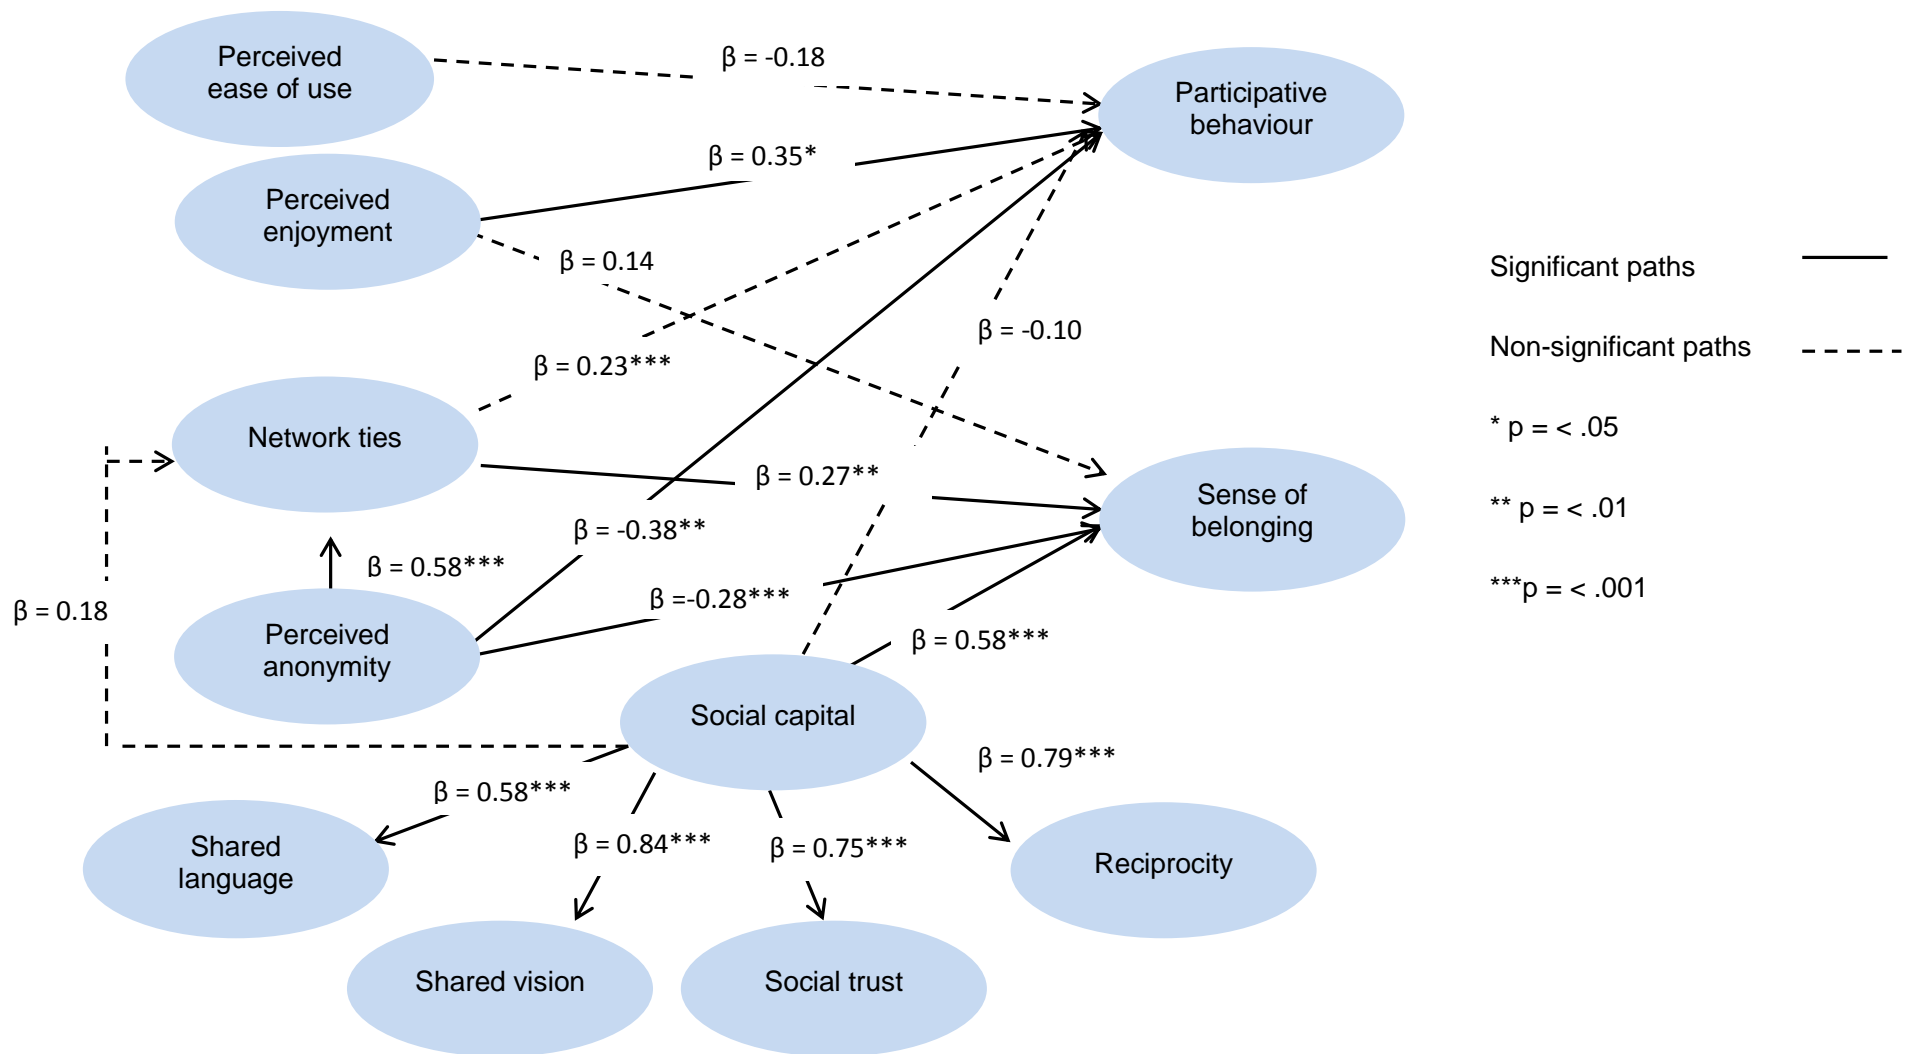 Perceived
ease of use
β = -0.18
Participative
behaviour
β = 0.35*
Perceived
enjoyment
β = 0.14
Significant paths
β = -0.10
Non-significant paths
β = 0.23***
Network ties
* p = < .05
β = 0.27**
Sense of
belonging
** p = < .01
β = -0.38**
β = 0.58***
***p = < .001
β =-0.28***
β = 0.18
Perceived
anonymity
β = 0.58***
Social capital
β = 0.79***
β = 0.58***
Shared
language
β = 0.84***
β = 0.75***
Reciprocity
Shared vision
Social trust